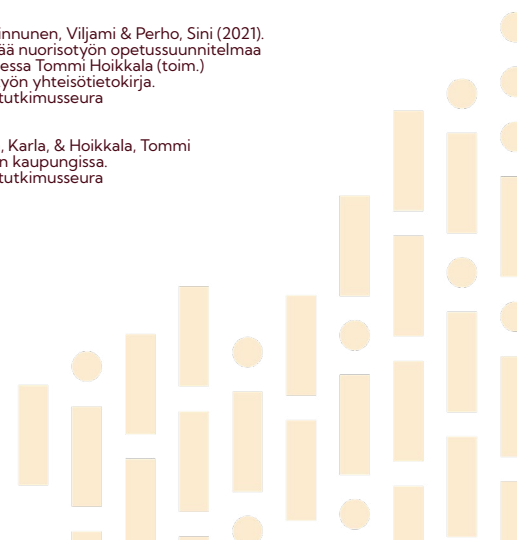 innunen, Viljami & Perho, Sini (2021).
ää nuorisotyön opetussuunnitelmaa
essa Tommi Hoikkala (toim.)
yön yhteisötietokirja.
tutkimusseura
, Karla, & Hoikkala, Tommi
n kaupungissa.
tutkimusseura